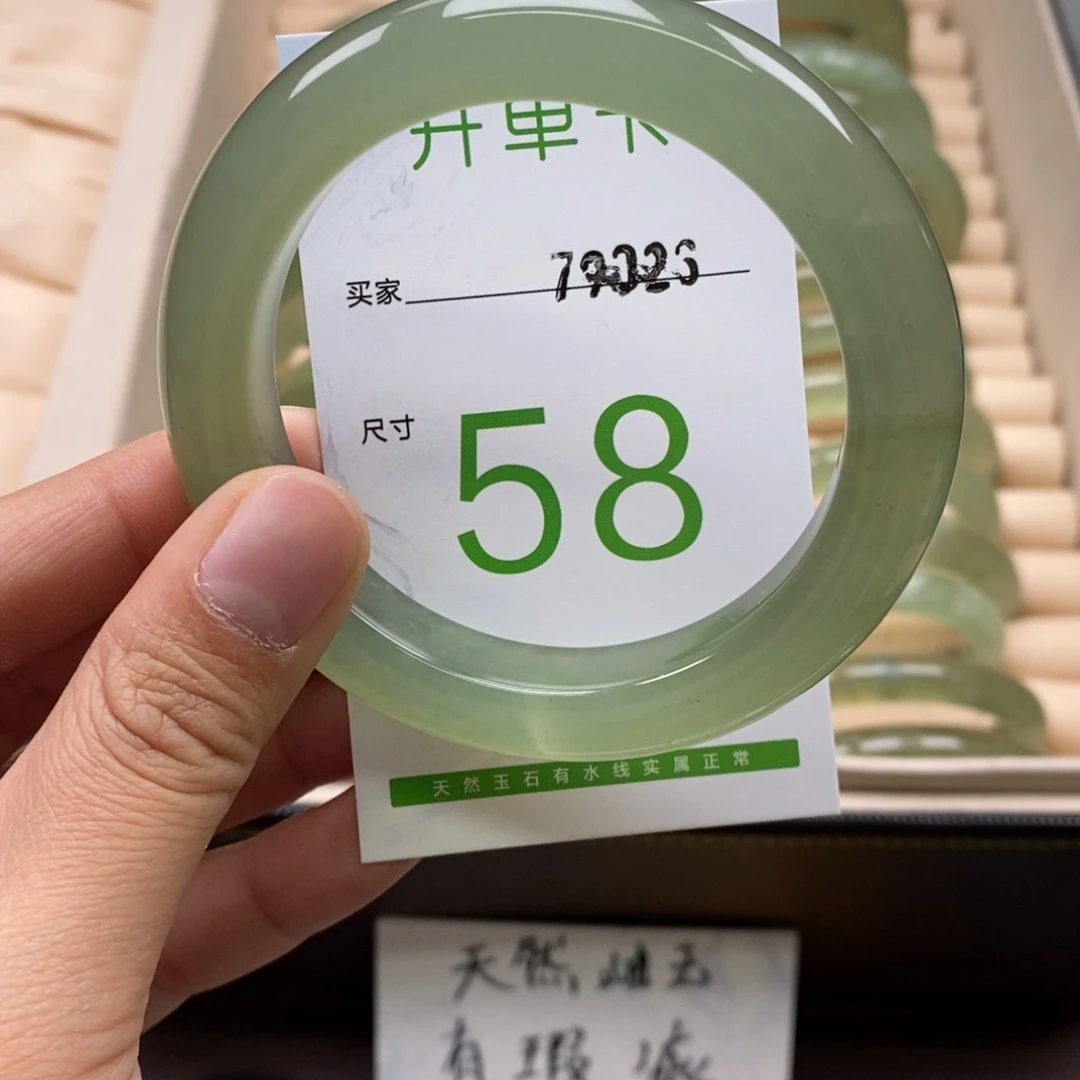 开单卡
买家 79026
尺寸 58
天然玉石有水线实属正常
天然岫玉
有瑕疵